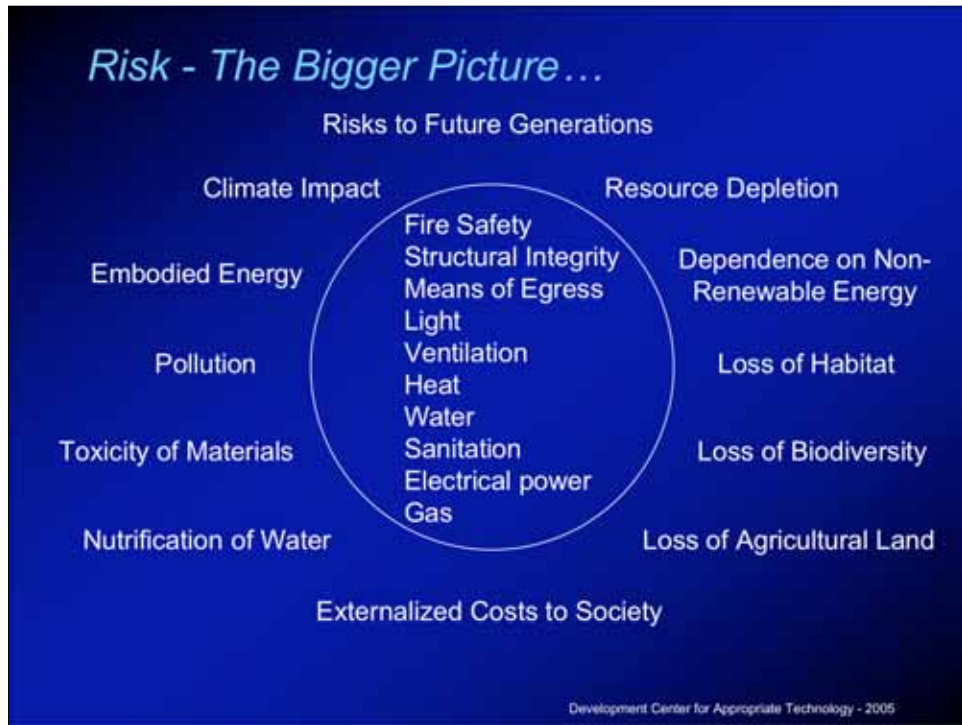 Risk - The Bigger Picture…
Risks to Future Generations
Climate Impact
Resource Depletion
Fire Safety
Structural Integrity
Means of Egress
Light
Ventilation
Heat
Water
Sanitation
Electrical power
Gas
Embodied Energy
Dependence on Non-
Renewable Energy
Pollution
Loss of Habitat
Toxicity of Materials
Loss of Biodiversity
Nutrification of Water
Loss of Agricultural Land
Externalized Costs to Society
Development Center for Appropriate Technology - 2005